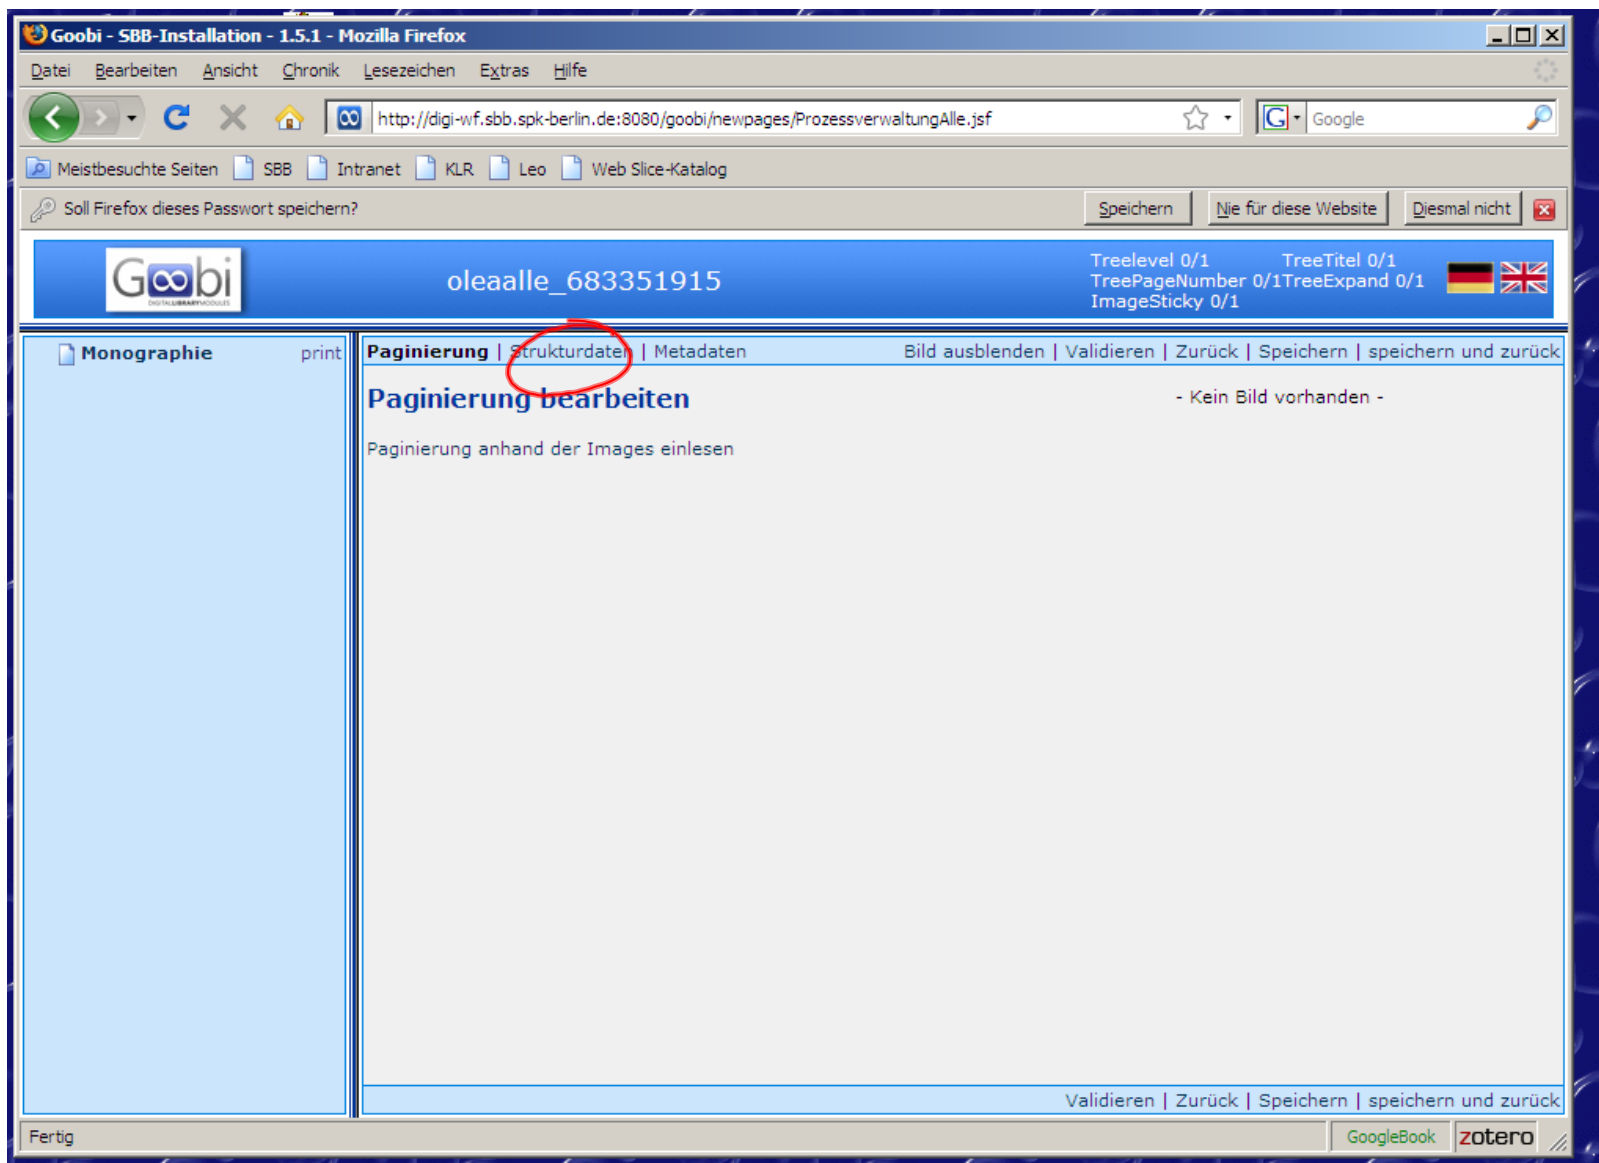 Goobi - SBB-Installation - 1.5.1 - Mozilla Firefox
Datei Bearbeiten Ansicht Chronik Lesezeichen Extras Hilfe
http://digi-wf.sbb.spk-berlin.de:8080/goobi/newpages/ProzessverwaltungAlle.jsf G Google
Meistbesuchte Seiten SBB Intranet KLR Leo Web Slice-Katalog
Soll Firefox dieses Passwort speichern? Speichern Nie für diese Website Diesmal nicht
Goobi
DIGITAL LIBRARY MODULES
oleaalle_683351915
Treelevel 0/1 TreeTitel 0/1
TreePageNumber 0/1TreeExpand 0/1
ImageSticky 0/1
Monographie print
Paginierung | Strukturdaten | Metadaten Bild ausblenden | Validieren | Zurück | Speichern | speichern und zurück
Paginierung bearbeiten
- Kein Bild vorhanden -
Paginierung anhand der Images einlesen
Validieren | Zurück | Speichern | speichern und zurück
Fertig GoogleBook zotero